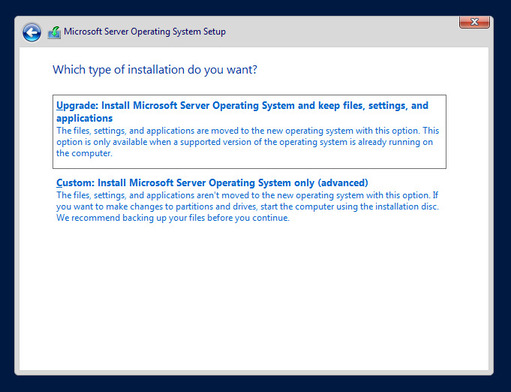 Microsoft Server Operating System Setup
Which type of installation do you want?
Upgrade: Install Microsoft Server Operating System and keep files, settings, and
applications
The files, settings, and applications are moved to the new operating system with this option. This
option is only available when a supported version of the operating system is already running on
the computer.
Custom: Install Microsoft Server Operating System only (advanced)
The files, settings, and applications aren't moved to the new operating system with this option. If
you want to make changes to partitions and drives, start the computer using the installation disc.
We recommend backing up your files before you continue.